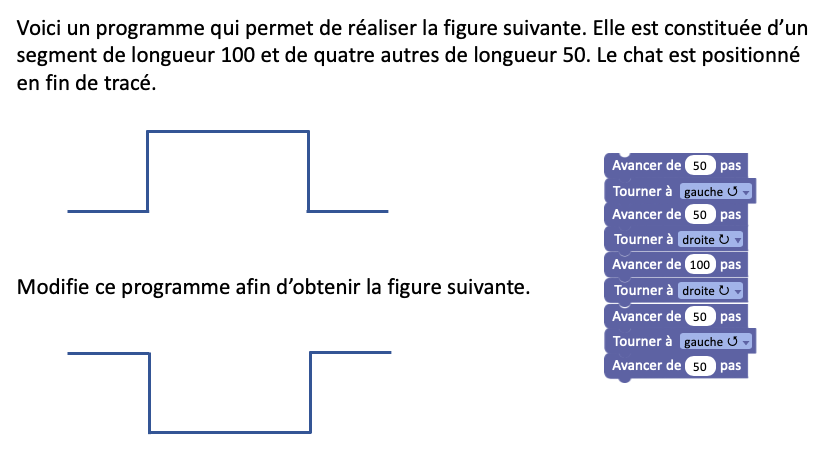 Voici un programme qui permet de réaliser la figure suivante. Elle est constituée d’un
segment de longueur 100 et de quatre autres de longueur 50. Le chat est positionné
en fin de tracé.
Avancer de 50 pas
Tourner à gauche ↺
Avancer de 50 pas
Tourner à droite ↻
Avancer de 100 pas
Tourner à droite ↻
Avancer de 50 pas
Tourner à gauche ↺
Avancer de 50 pas
Modifie ce programme afin d’obtenir la figure suivante.